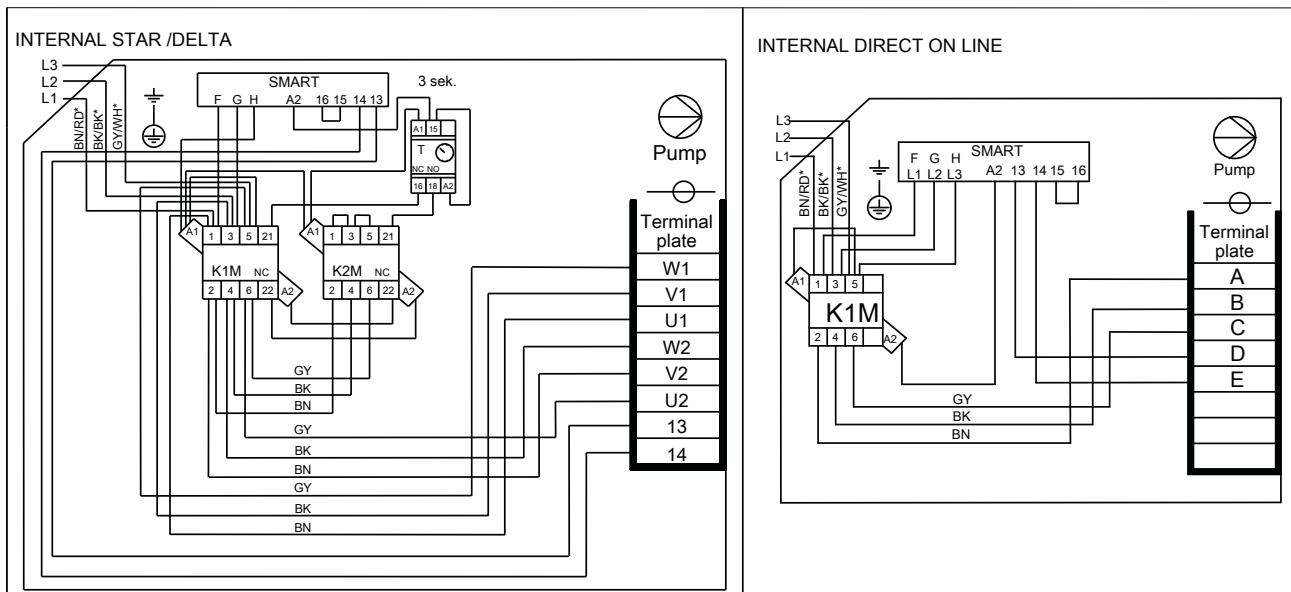 INTERNAL STAR /DELTA
L3
L2
L1
BN/RD*
BK/BK*
GY/WH*
SMART
F G H A2 16 15 14 13
3 sek.
A1 15
T
NC NO
16 18 A2
Pump
Terminal
plate
W1
V1
U1
W2
V2
U2
13
14
A1
1 3 5 21
K1M NC
2 4 6 22
A2
A1
1 3 5 21
K2M NC
2 4 6 22
A2
GY
BK
BN
GY
BK
BN
GY
BK
BN
INTERNAL DIRECT ON LINE
L3
L2
L1
BN/RD*
BK/BK*
GY/WH*
SMART
F G H
L1 L2 L3 A2 13 14 15 16
Pump
Terminal
plate
A
B
C
D
E
A1
1 3 5
K1M
2 4 6
A2
GY
BK
BN